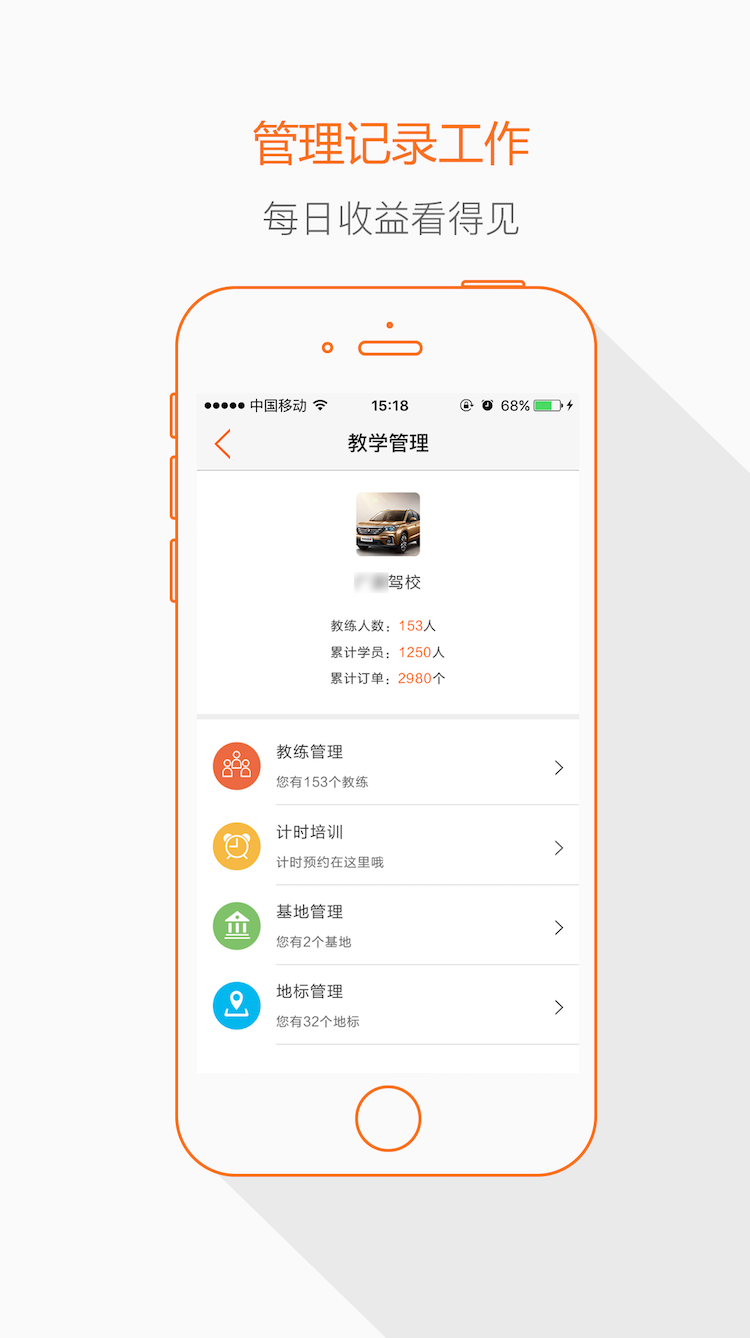 管理记录工作
每日收益看得见
中国移动 15:18 68%
教学管理
驾校
教练人数：153人
累计学员：1250人
累计订单：2980个
教练管理
您有153个教练
计时培训
计时预约在这里哦
基地管理
您有2个基地
地标管理
您有32个地标